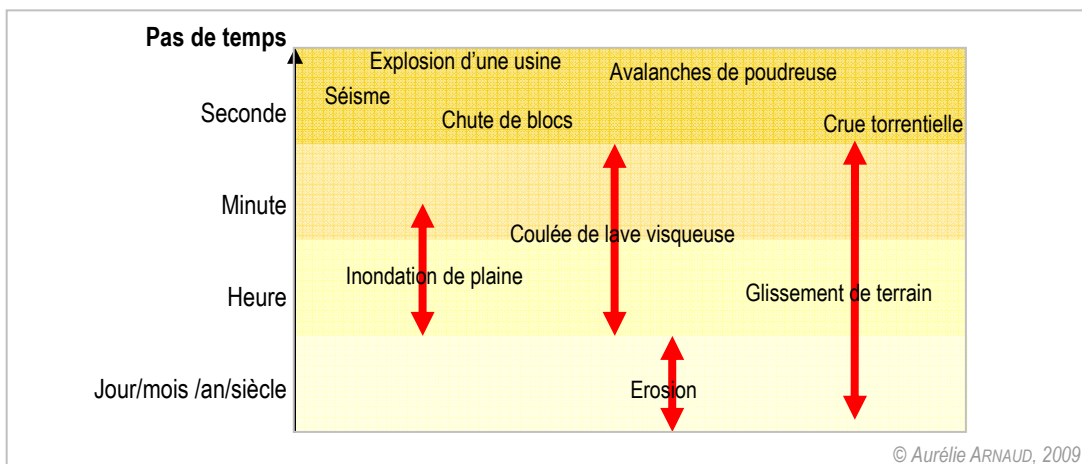 Pas de temps
Explosion d'une usine
Avalanches de poudreuse
Séisme
Seconde
Chute de blocs
Crue torrentielle
Minute
Coulée de lave visqueuse
Inondation de plaine
Heure
Glissement de terrain
Jour/mois /an/siècle
Erosion
© Aurélie ARNAUD, 2009